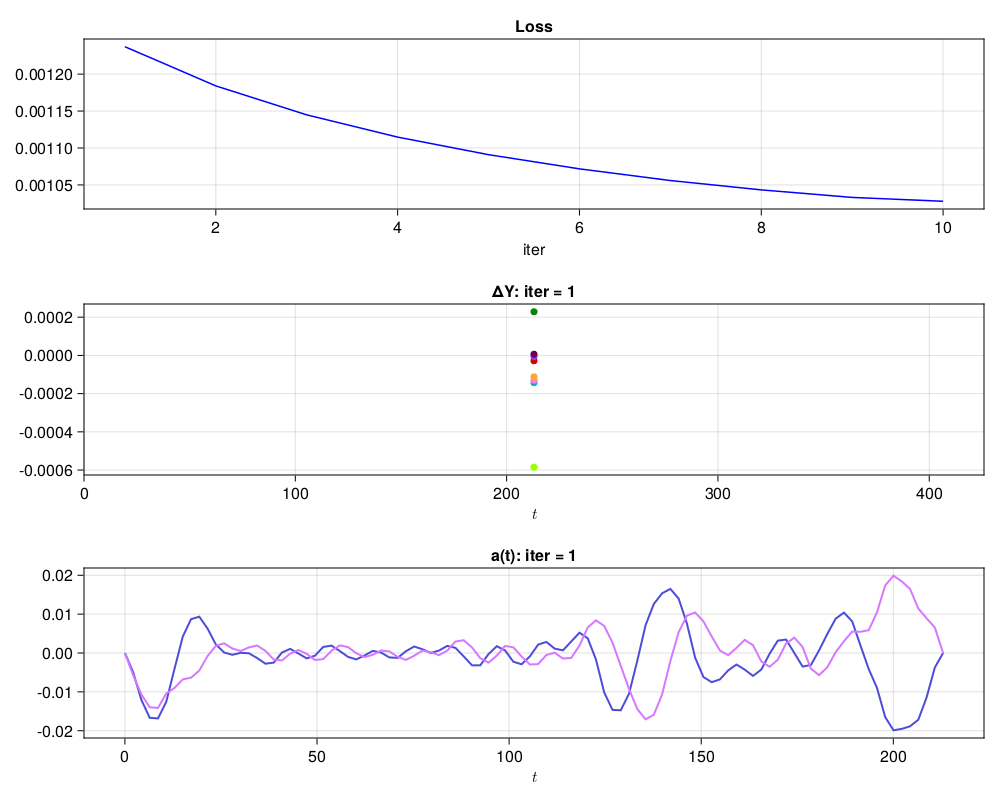 Loss
0.00120
0.00115
0.00110
0.00105
2 4 6 8 10
iter
ΔY: iter = 1
0.0002
0.0000
-0.0002
-0.0004
-0.0006
0 100 200 300 400
t
a(t): iter = 1
0.02
0.01
0.00
-0.01
-0.02
0 50 100 150 200
t